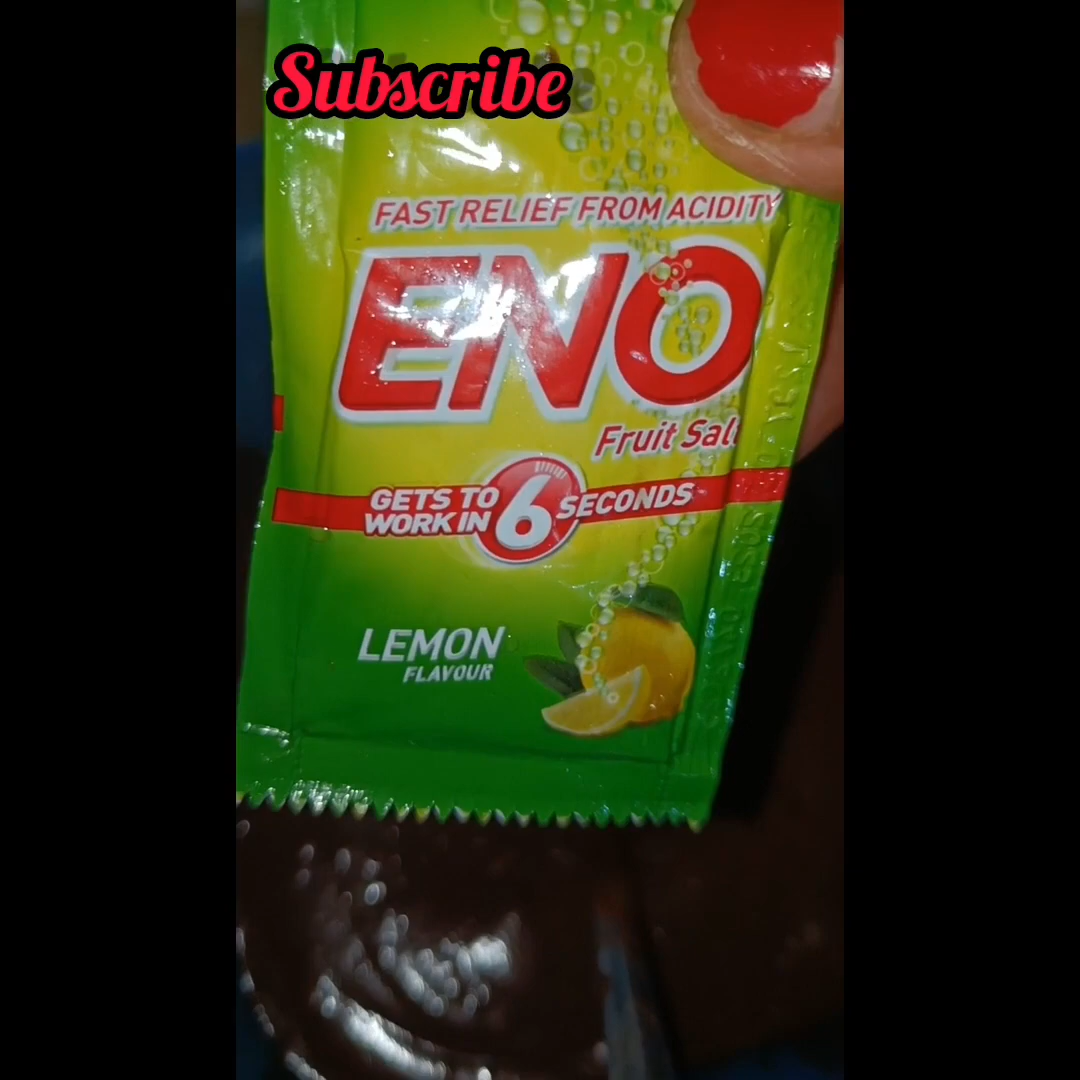 Subscribe
FAST RELIEF FROM ACIDITY
ENO
Fruit Salt
GETS TO
WORK IN 6 SECONDS
LEMON
FLAVOUR